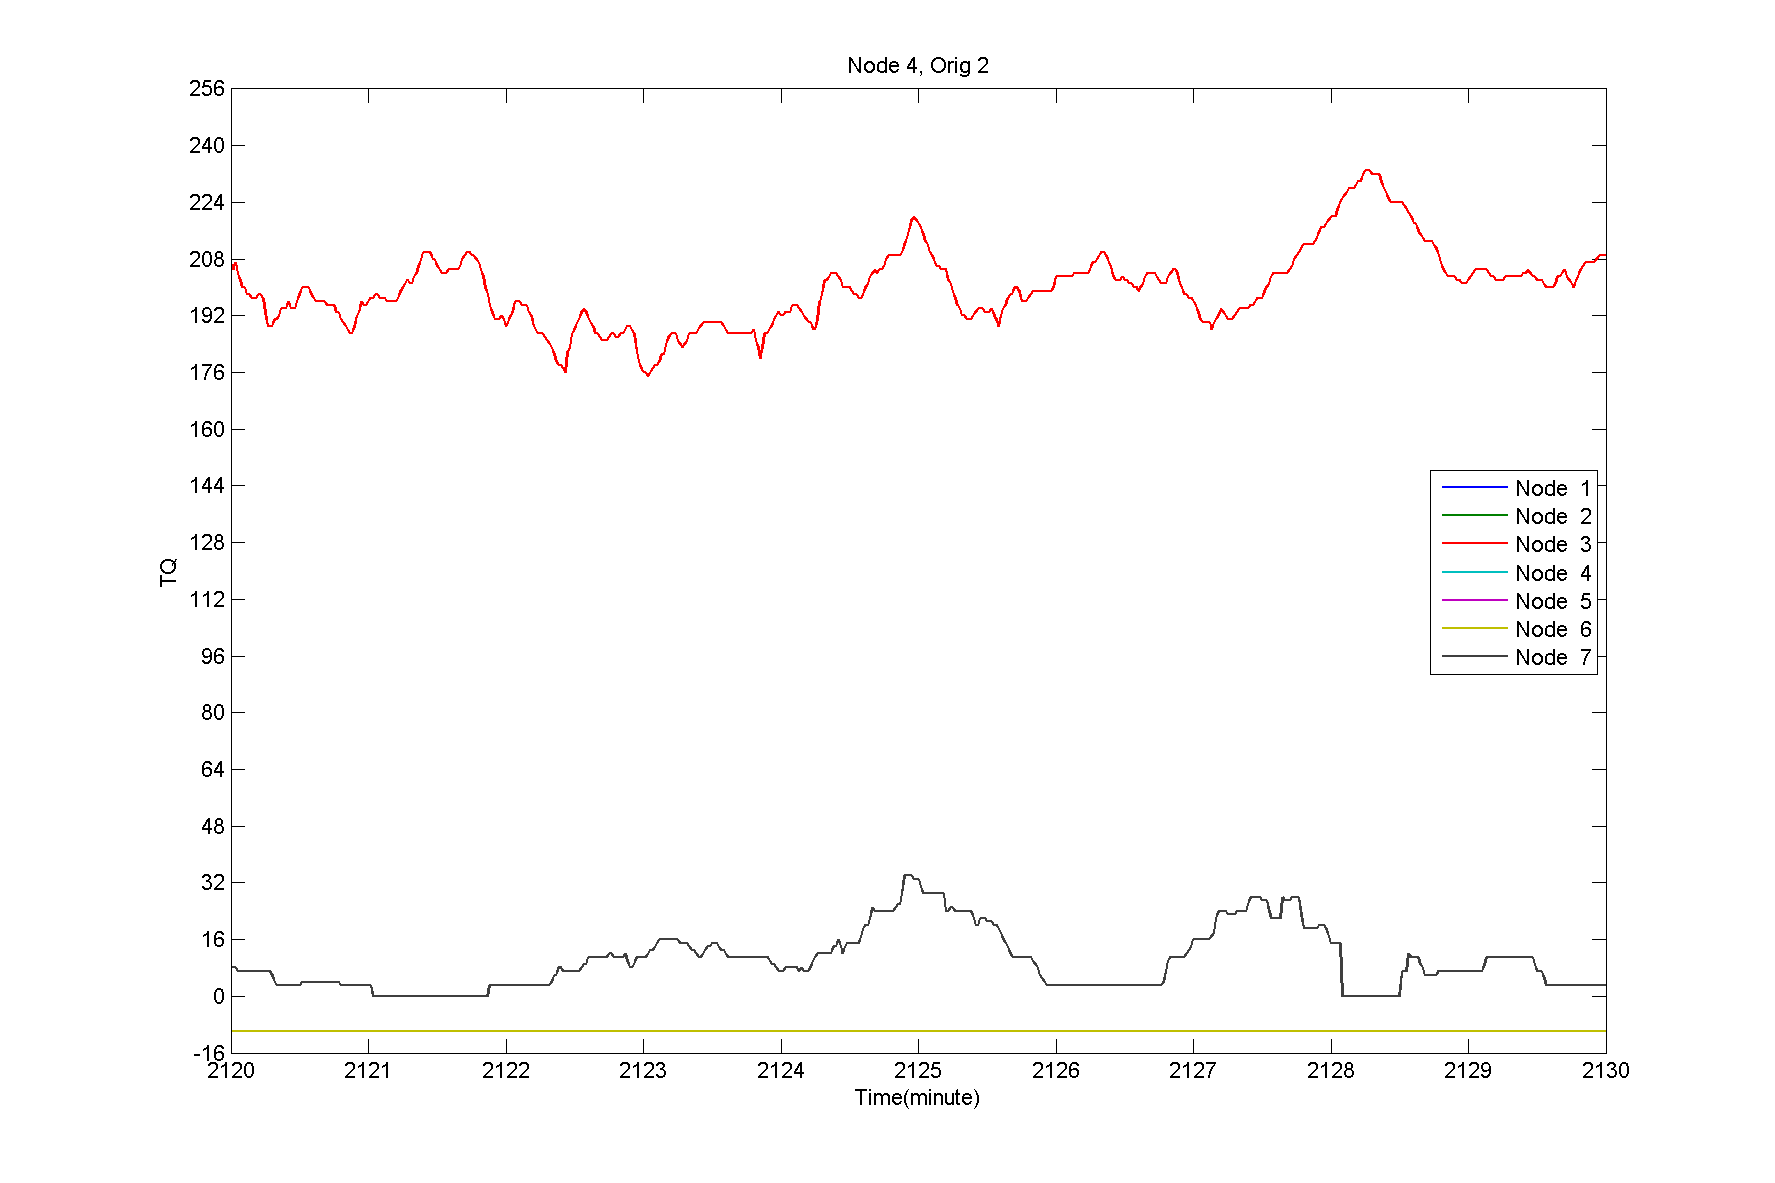 Node 4, Orig 2
256
240
224
208
192
176
160
144
128
112
96
80
64
48
32
16
0
-16
TQ
Node 1
Node 2
Node 3
Node 4
Node 5
Node 6
Node 7
2120 2121 2122 2123 2124 2125 2126 2127 2128 2129 2130
Time(minute)